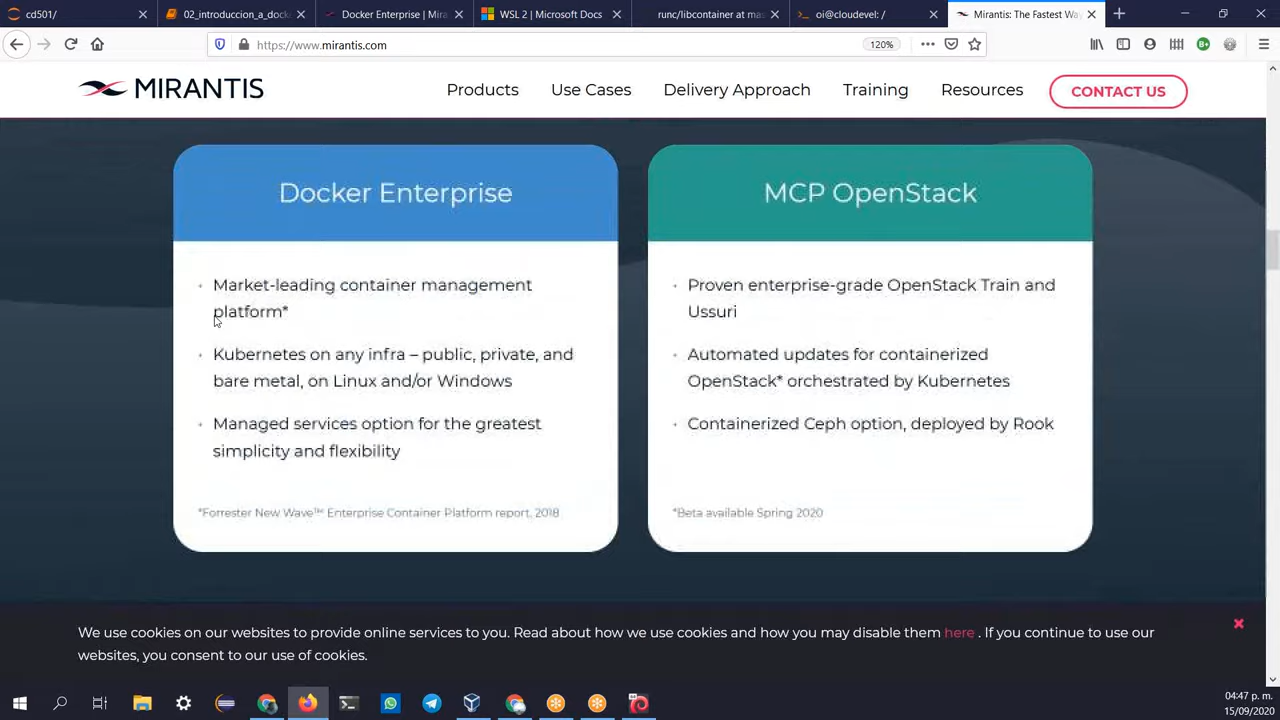 cd501/
02_introduccion_a_docke
Docker Enterprise | Mira
WSL 2 | Microsoft Docs
runc/libcontainer at mas
oi@cloudevel: /
Mirantis: The Fastest Way
https://www.mirantis.com
120%
MIRANTIS
Products
Use Cases
Delivery Approach
Training
Resources
CONTACT US
Docker Enterprise
• Market-leading container management
platform*
• Kubernetes on any infra – public, private, and
bare metal, on Linux and/or Windows
• Managed services option for the greatest
simplicity and flexibility
*Forrester New Wave™ Enterprise Container Platform report, 2018
MCP OpenStack
• Proven enterprise-grade OpenStack Train and
Ussuri
• Automated updates for containerized
OpenStack* orchestrated by Kubernetes
• Containerized Ceph option, deployed by Rook
*Beta available Spring 2020
We use cookies on our websites to provide online services to you. Read about how we use cookies and how you may disable them here . If you continue to use our
websites, you consent to our use of cookies.
04:47 p. m.
15/09/2020